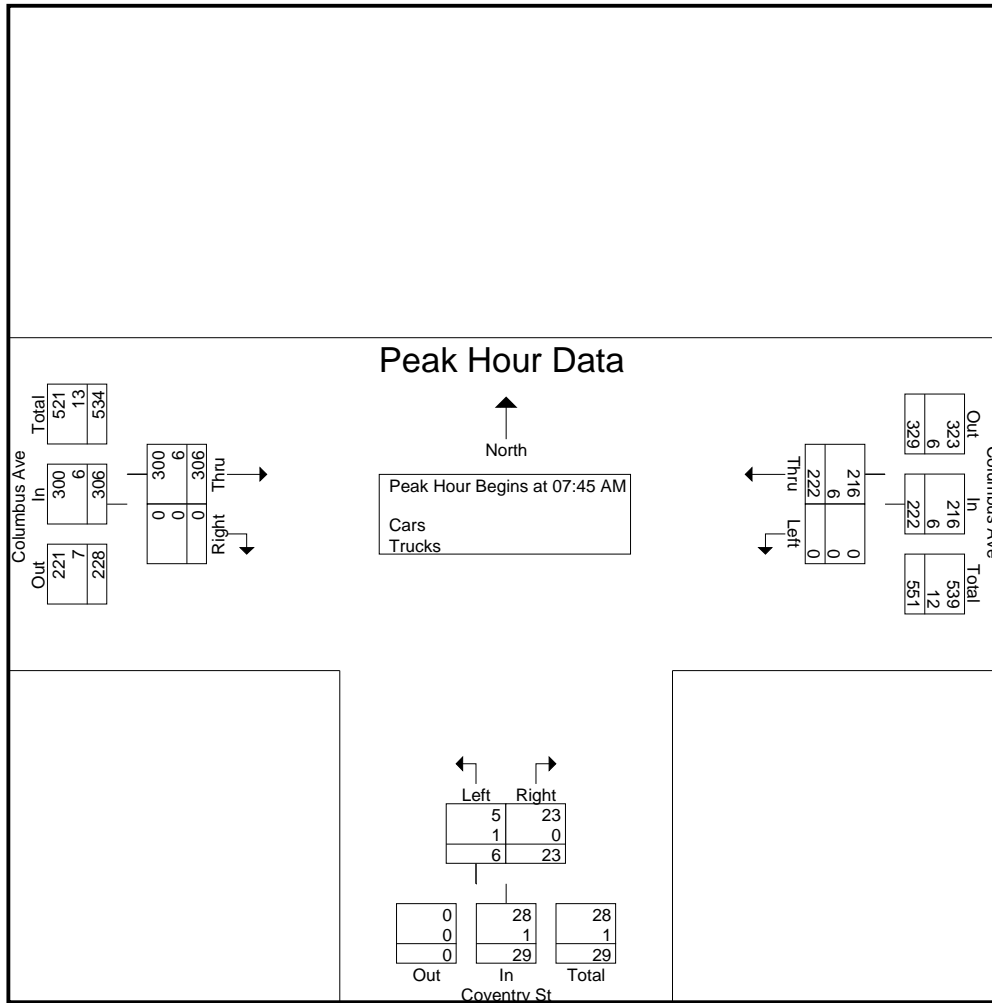 Peak Hour Data
North
Peak Hour Begins at 07:45 AM
Cars
Trucks
Columbus Ave
Total
521
13
534
In
300
6
306
Out
221
7
228
Thru
300
6
306
Right
0
0
0
Columbus Ave
Out
323
6
329
In
216
6
222
Total
539
12
551
Thru
216
6
222
Left
0
0
0
Left Right
5 23
1 0
6 23
0 28 28
0 1 1
0 29 29
Out In Total
Coventry St